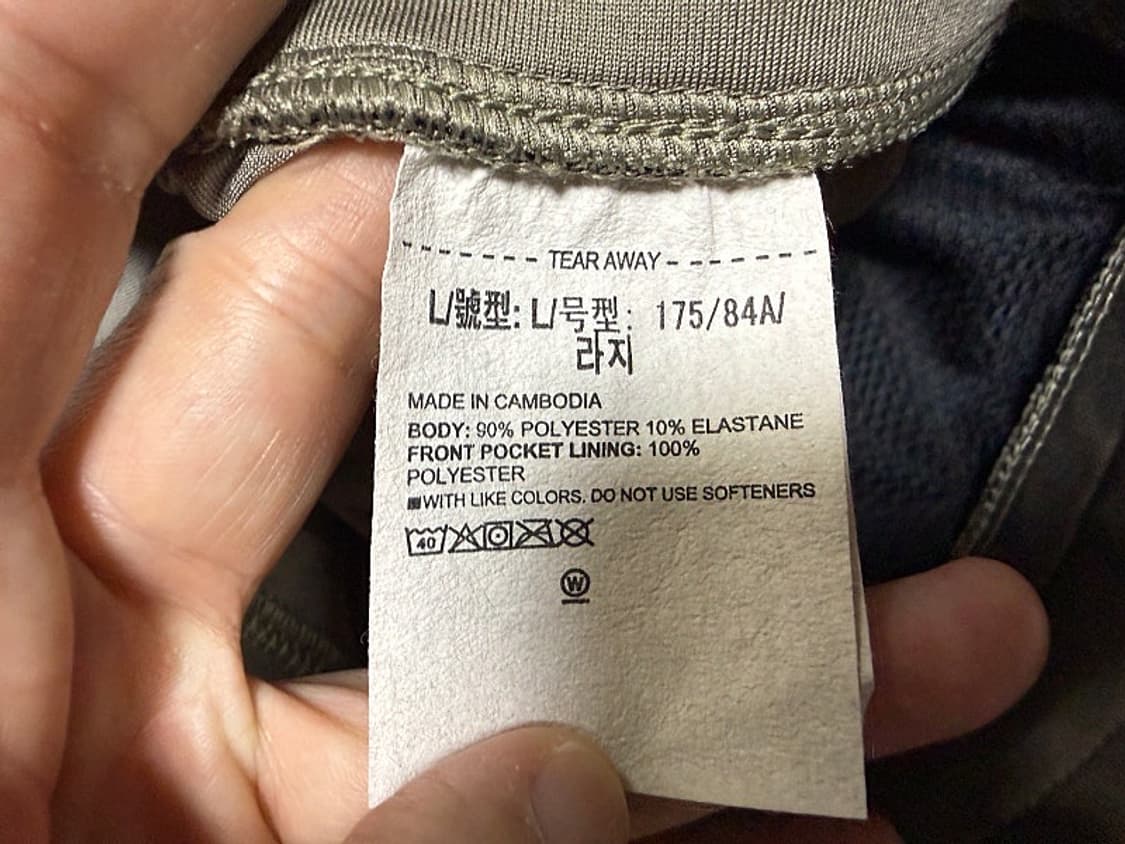 TEAR AWAY
L/號型: L/号型: 175/84A/
라지
MADE IN CAMBODIA
BODY: 90% POLYESTER 10% ELASTANE
FRONT POCKET LINING: 100%
POLYESTER
WITH LIKE COLORS. DO NOT USE SOFTENERS
40
W